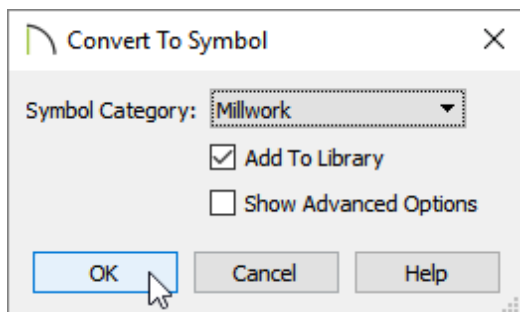 Convert To Symbol
Symbol Category: Millwork
Add To Library
Show Advanced Options
OK Cancel Help